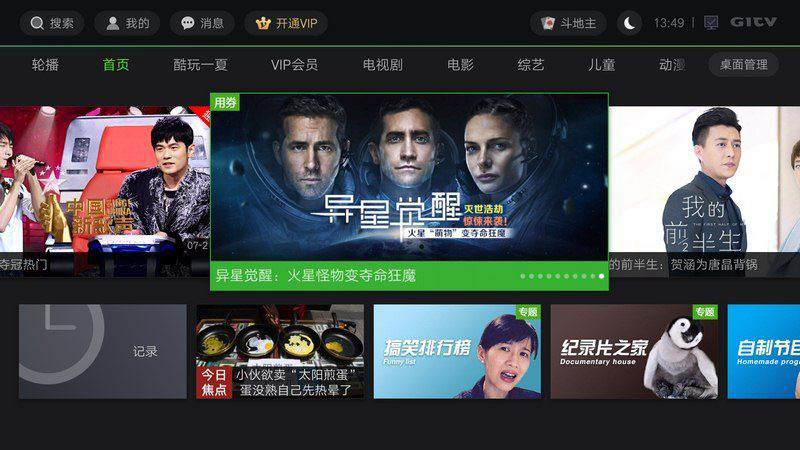 搜索
我的
消息
开通VIP
斗地主
13:49
GITV
轮播
首页
酷玩一夏
VIP会员
电视剧
电影
综艺
儿童
动漫
桌面管理
中国
新歌声
SING!
CHINA
07-2
夺冠热门
用券
异星觉醒
灭世浩劫
惊悚来袭!
火星“萌物”变夺命狂魔
异星觉醒：火星怪物变夺命狂魔
我的
前半生
THE FIRST HALF OF MY
的前半生：贺涵为唐晶背锅
记录
今日
焦点
小伙欲卖“太阳煎蛋”
蛋没熟自己先热晕了
专题
搞笑排行榜
Funny list
专题
纪录片之家
Documentary house
自制节目
Homemade prog